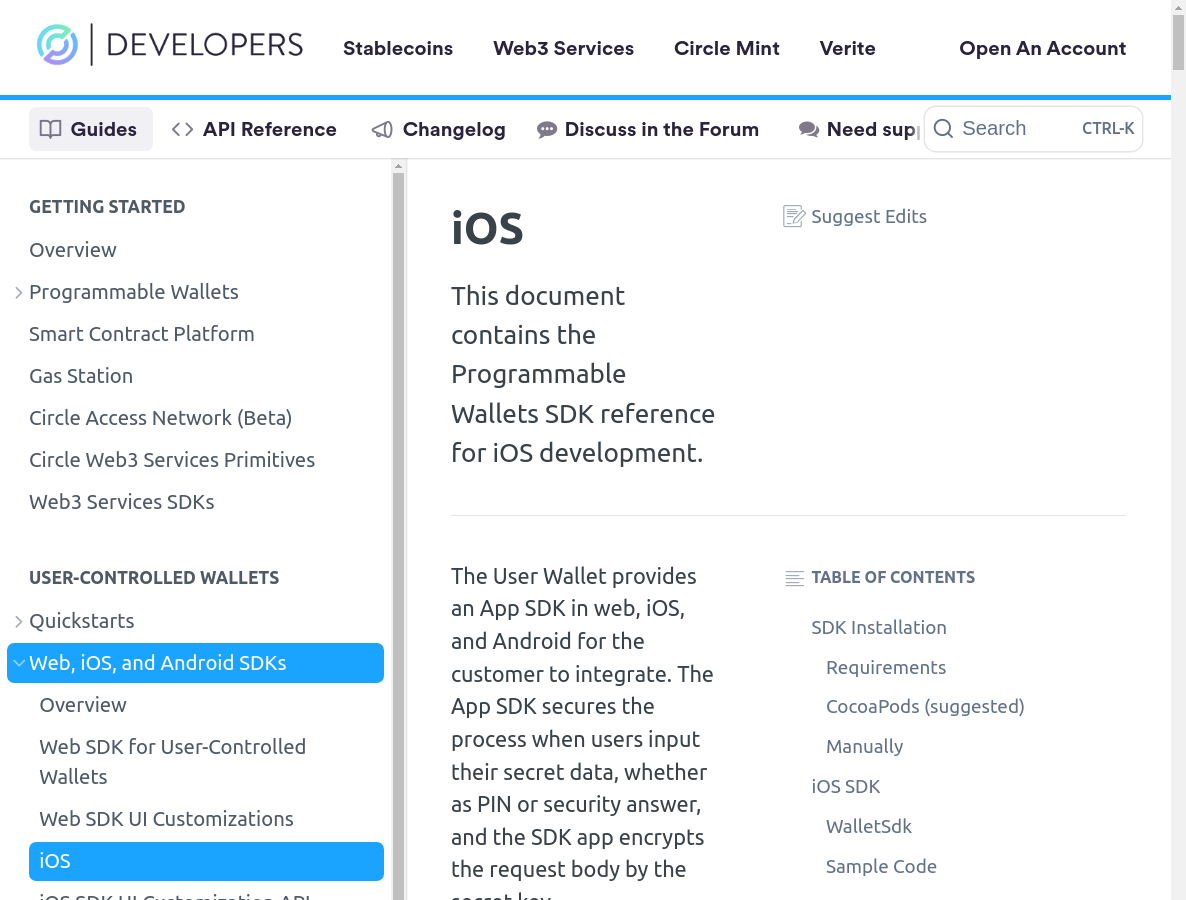 DEVELOPERS
Stablecoins
Web3 Services
Circle Mint
Verite
Open An Account
Guides
API Reference
Changelog
Discuss in the Forum
Need sup
Search
CTRL-K
GETTING STARTED
Overview
Programmable Wallets
Smart Contract Platform
Gas Station
Circle Access Network (Beta)
Circle Web3 Services Primitives
Web3 Services SDKs
USER-CONTROLLED WALLETS
Quickstarts
Web, iOS, and Android SDKs
Overview
Web SDK for User-Controlled
Wallets
Web SDK UI Customizations
iOS
iOS SDK UI Customization API
iOS
Suggest Edits
This document
contains the
Programmable
Wallets SDK reference
for iOS development.
The User Wallet provides
an App SDK in web, iOS,
and Android for the
customer to integrate. The
App SDK secures the
process when users input
their secret data, whether
as PIN or security answer,
and the SDK app encrypts
the request body by the
secret key.
TABLE OF CONTENTS
SDK Installation
Requirements
CocoaPods (suggested)
Manually
iOS SDK
WalletSdk
Sample Code